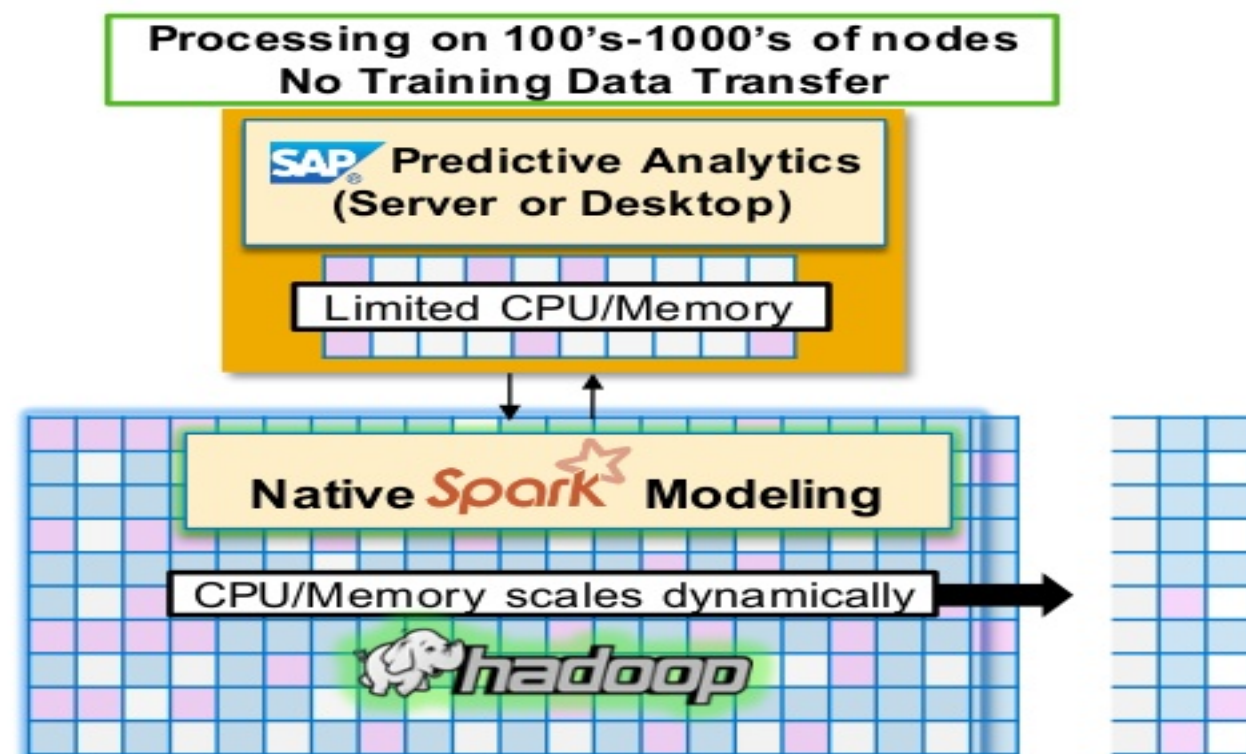 Processing on 100's-1000's of nodes
No Training Data Transfer
SAP® Predictive Analytics
(Server or Desktop)
Limited CPU/Memory
Native Spark Modeling
CPU/Memory scales dynamically
hadoop